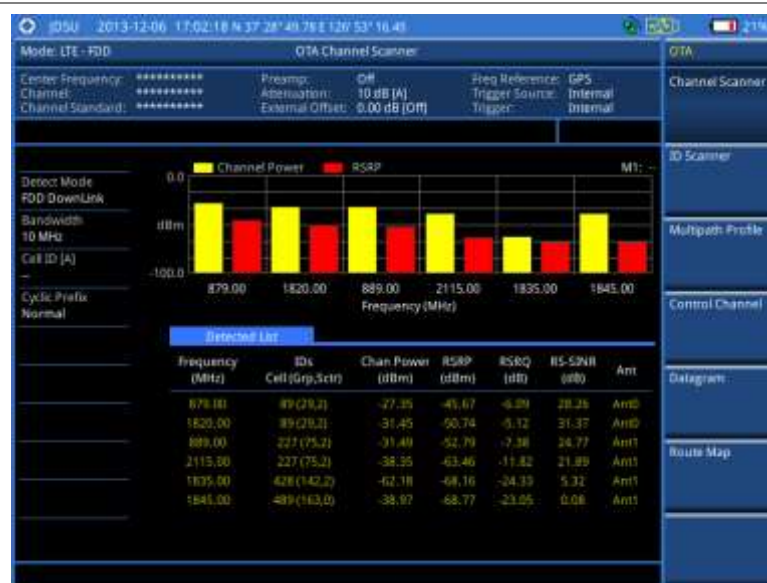 JDSU 2013-12-06 17:02:18 N 37° 28" 49.78 E 126° 53" 16.45 21%
Mode: LTE - FDD OTA Channel Scanner OTA
Center Frequency: ********** Preamp: Off Freq Reference: GPS
Channel: ********** Attenuation: 10 dB [A] Trigger Source: Internal
Channel Standard: ********** External Offset: 0.00 dB [Off] Trigger: Internal
Channel Scanner
ID Scanner
Multipath Profile
Control Channel
Datagram
Route Map
Detect Mode
FDD DownLink
Bandwidth
10 MHz
Cell ID [A]
--
Cyclic Prefix
Normal
Channel Power RSRP M1: --
0.0
dBm
-100.0
879.00 1820.00 889.00 2115.00 1835.00 1845.00
Frequency (MHz)
Detected List
Frequency (MHz) IDs Cell (Grp,Sctr) Chan Power (dBm) RSRP (dBm) RSRQ (dB) RS-SINR (dB) Ant
879.00 89 (29,2) -27.35 -45.67 -6.09 28.26 Ant0
1820.00 89 (29,2) -31.45 -50.74 -5.12 31.37 Ant0
889.00 227 (75,2) -31.49 -52.79 -7.38 24.77 Ant1
2115.00 227 (75,2) -38.35 -63.46 -11.82 21.89 Ant1
1835.00 428 (142,2) -62.18 -68.16 -24.33 5.32 Ant1
1845.00 489 (163,0) -38.97 -68.77 -23.05 0.08 Ant1